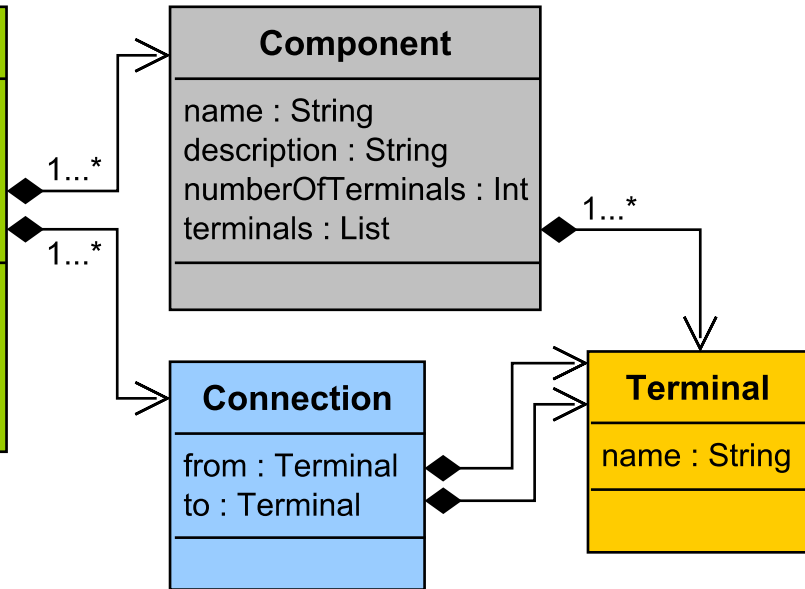 Component
name : String
description : String
numberOfTerminals : Int
terminals : List
1...*
1...*
1...*
Connection
from : Terminal
to : Terminal
Terminal
name : String